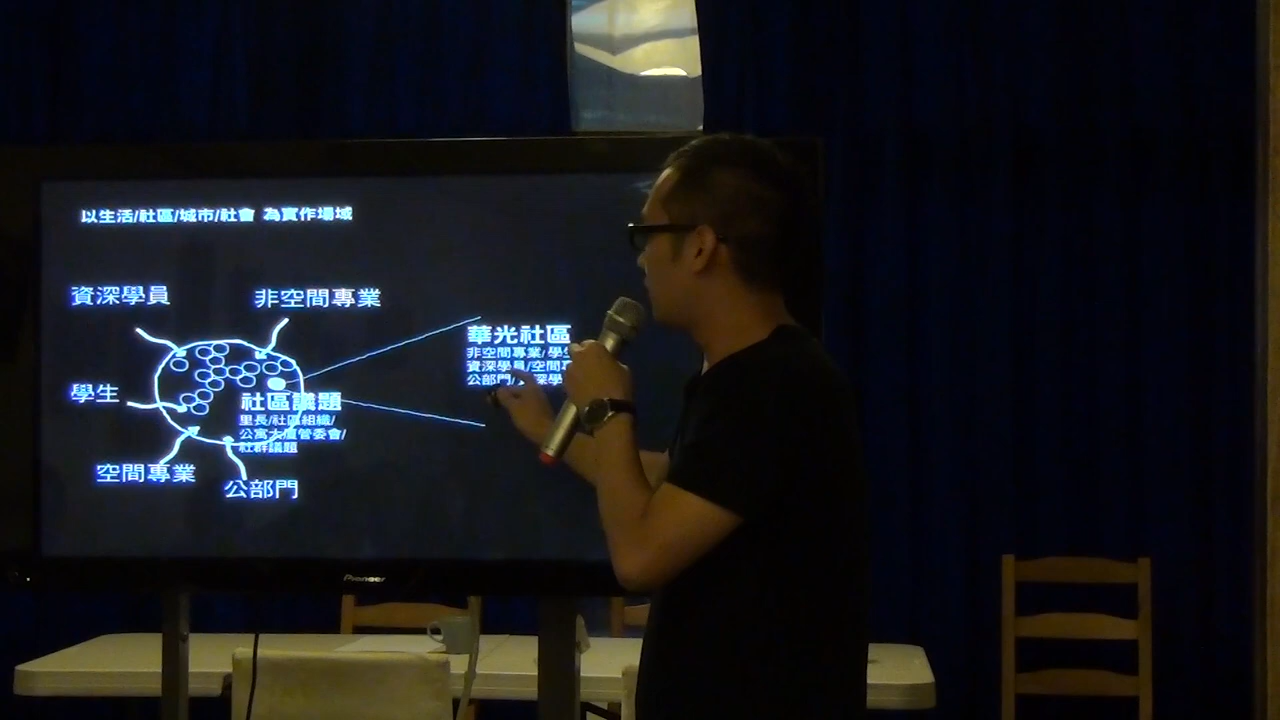 以生活/社區/城市/社會 為實作場域
資深學員
非空間專業
學生
空間專業
公部門
社區議題
里長/社區組織/
公寓大廈管委會/
社群議題
華光社區
非空間專業/學生
資深學員/空間
公部門/ 深學
Pioneer